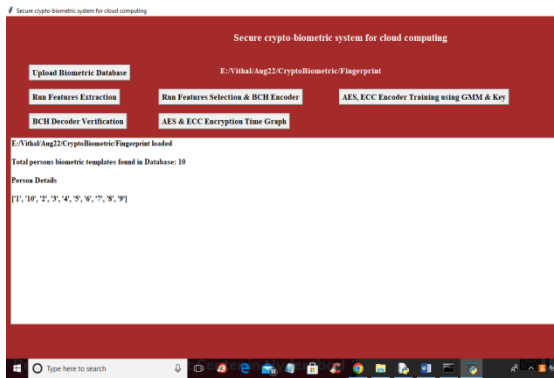 Secure crypto-biometric system for cloud computing
Secure crypto-biometric system for cloud computing
Upload Biometric Database E:/Vithal/Aug22/CryptoBiometric/Fingerprint
Run Features Extraction Run Features Selection & BCH Encoder AES, ECC Encoder Training using GMM & Key
BCH Decoder Verification AES & ECC Encryption Time Graph
E:/Vithal/Aug22/CryptoBiometric/Fingerprint loaded
Total persons biometric templates found in Database: 10
Person Details
['1', '10', '2', '3', '4', '5', '6', '7', '8', '9']
Type here to search